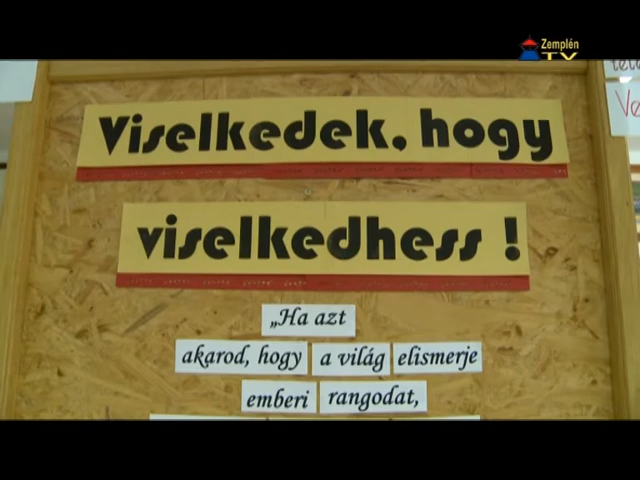 Zemplén
TV
Viselkedek, hogy
viselkedhess !
„Ha azt
akarod, hogy a világ elismerje
emberi rangodat,